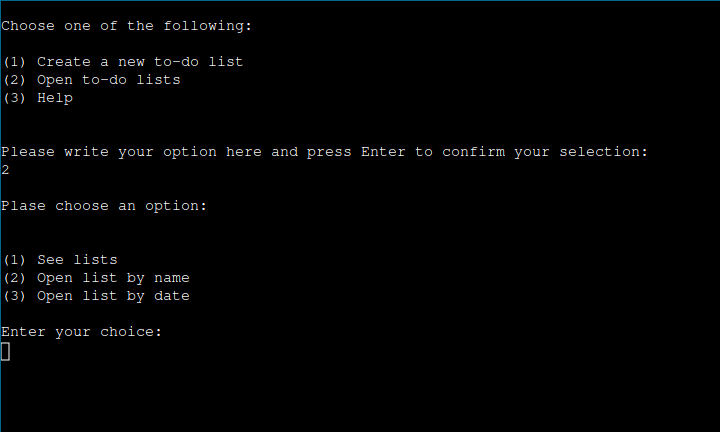 Choose one of the following:
(1) Create a new to-do list
(2) Open to-do lists
(3) Help
Please write your option here and press Enter to confirm your selection:
2
Plase choose an option:
(1) See lists
(2) Open list by name
(3) Open list by date
Enter your choice: